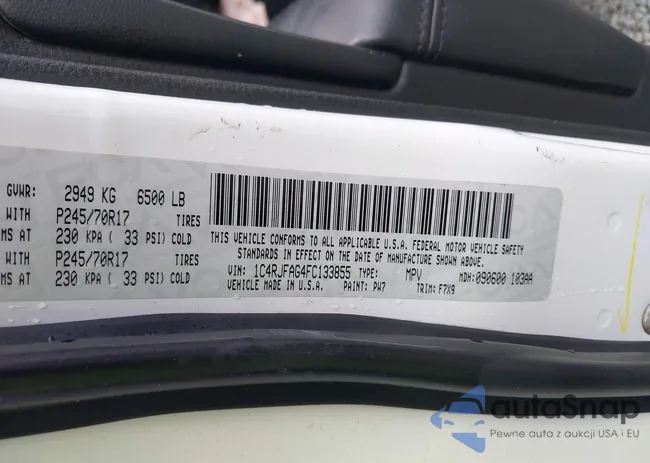 GVWR: 2949 KG 6500 LB
WITH P245/70R17 TIRES
MS AT 230 KPA ( 33 PSI) COLD
WITH P245/70R17 TIRES
MS AT 230 KPA ( 33 PSI) COLD
THIS VEHICLE CONFORMS TO ALL APPLICABLE U.S.A. FEDERAL MOTOR VEHICLE SAFETY
STANDARDS IN EFFECT ON THE DATE OF MANUFACTURE SHOWN ABOVE.
VIN: 1C4RJFAG4FC133855 TYPE: MPV MDH:090600 103AA
VEHICLE MADE IN U.S.A. PAINT: PW7 TRIM: F7X9
autoSnap
Pewne auta z aukcji USA i EU